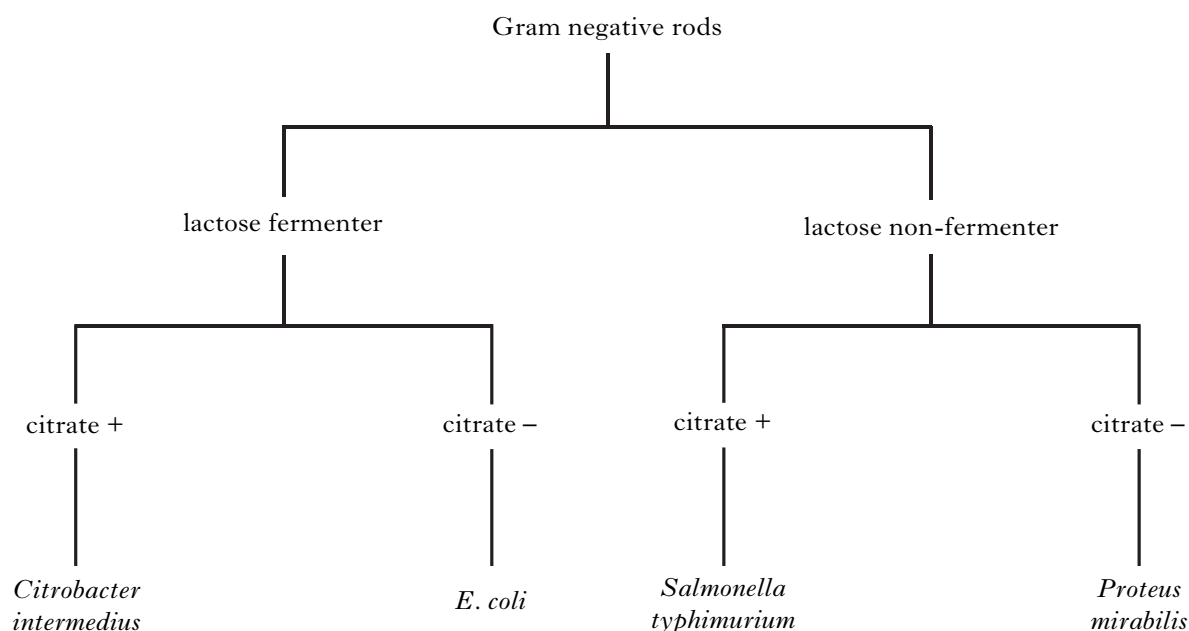 Gram negative rods
lactose fermenter
lactose non-fermenter
citrate +
citrate –
citrate +
citrate –
Citrobacter
intermedius
E. coli
Salmonella
typhimurium
Proteus
mirabilis